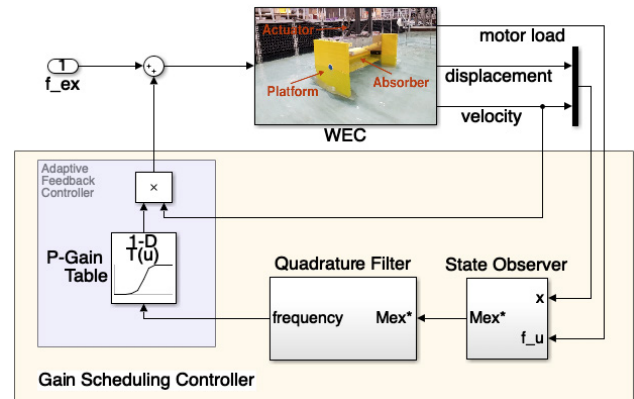 Actuator
Absorber
Platform
motor load
1
f_ex
+
+
displacement
velocity
WEC
Adaptive
Feedback
Controller
×
P-Gain
Table
1-D
T(u)
Quadrature Filter
frequency
Mex*
State Observer
x
Mex*
f_u
Gain Scheduling Controller